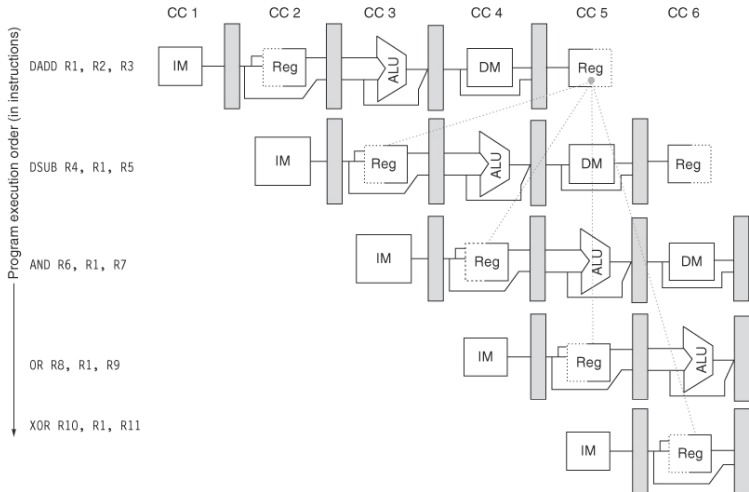 CC 1 CC 2 CC 3 CC 4 CC 5 CC 6
Program execution order (in instructions)
DADD R1, R2, R3
IM Reg ALU DM Reg
DSUB R4, R1, R5
IM Reg ALU DM Reg
AND R6, R1, R7
IM Reg ALU DM
OR R8, R1, R9
IM Reg ALU
XOR R10, R1, R11
IM Reg